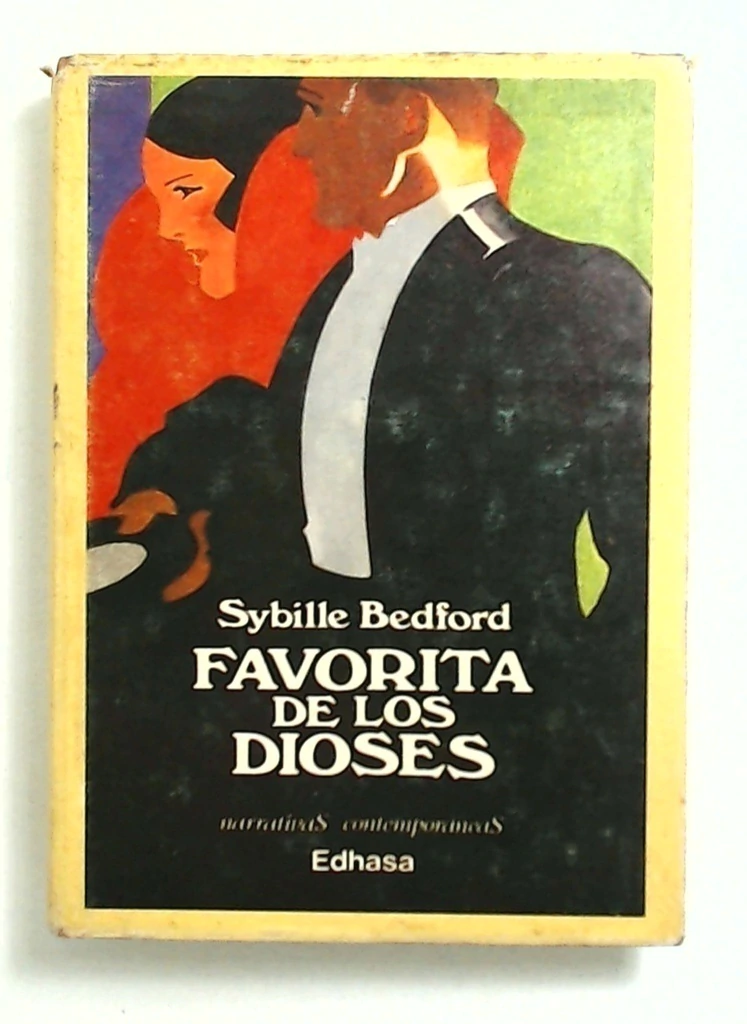 Sybille Bedford
FAVORITA
DE LOS
DIOSES
narrativaS contemporáneaS
Edhasa